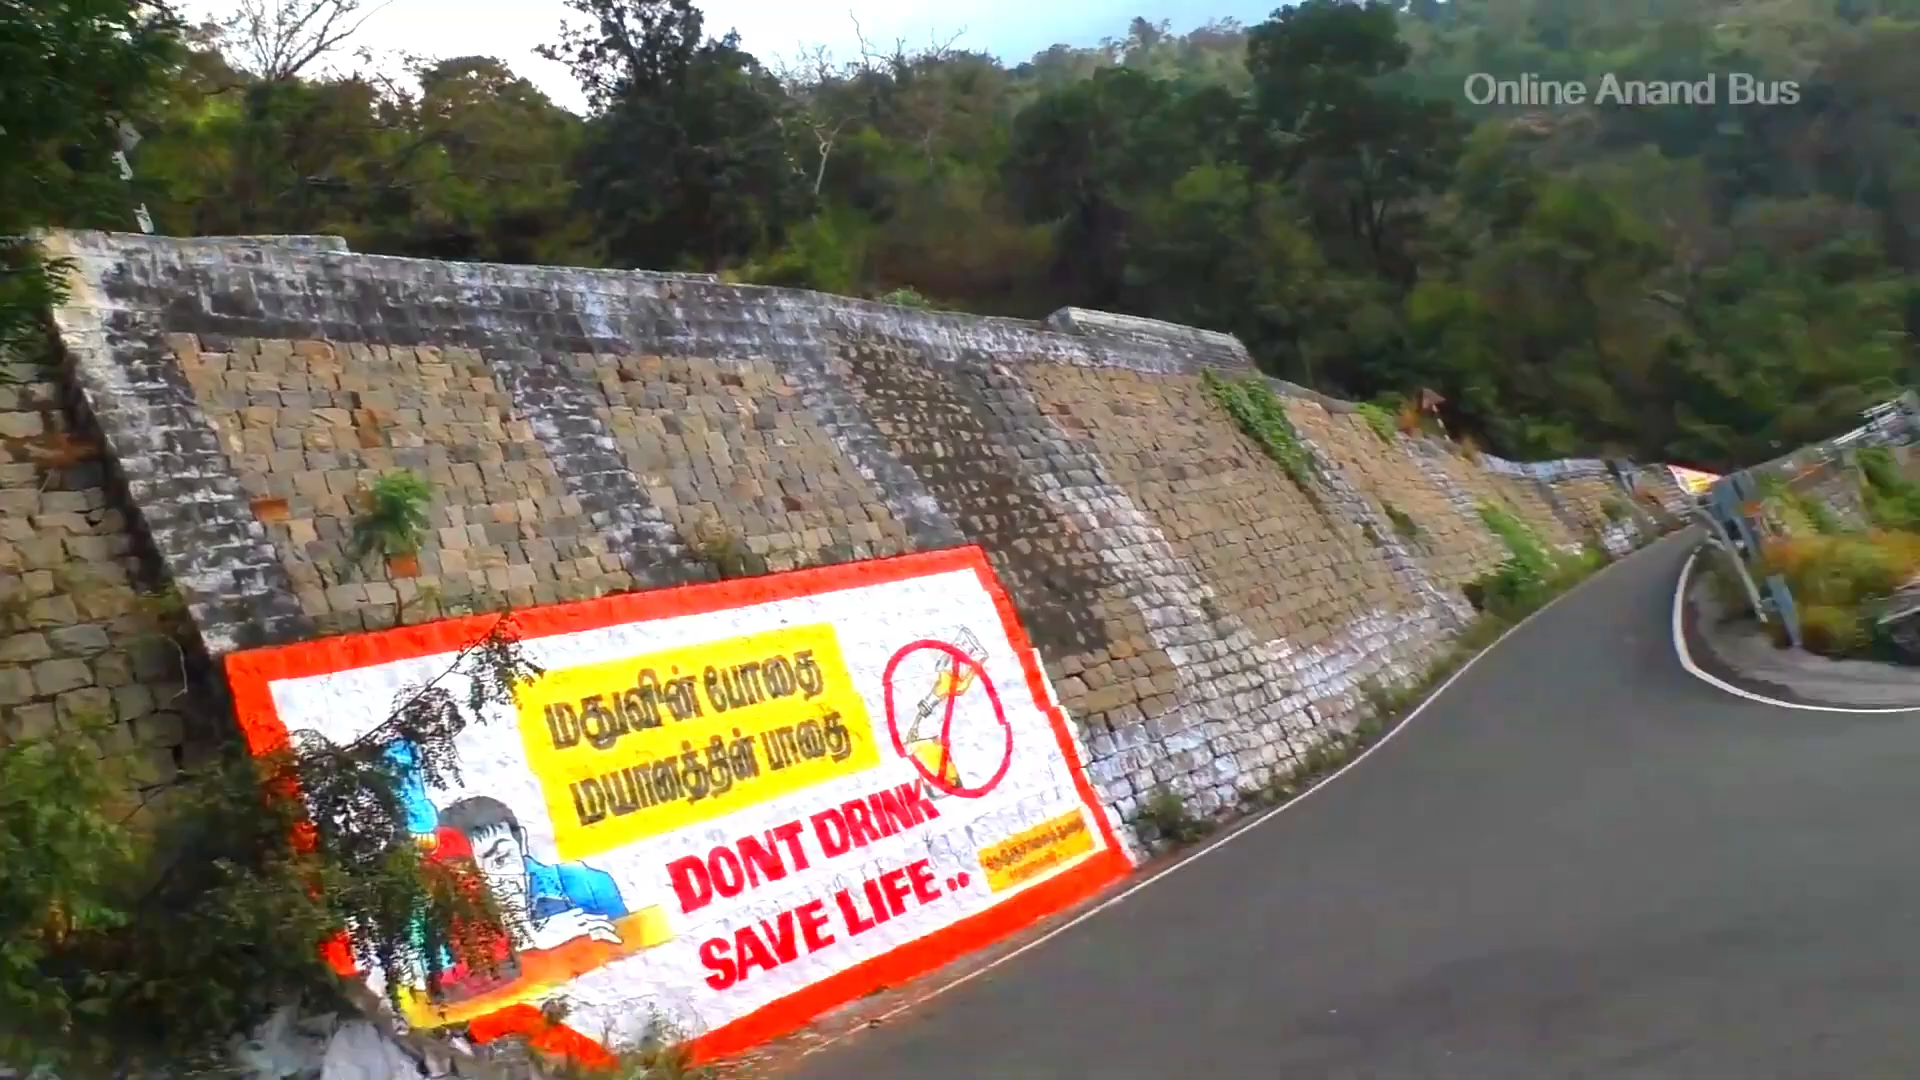 Online Anand Bus
மதுவின் போதை
மயானத்தின் பாதை
DONT DRINK
SAVE LIFE..